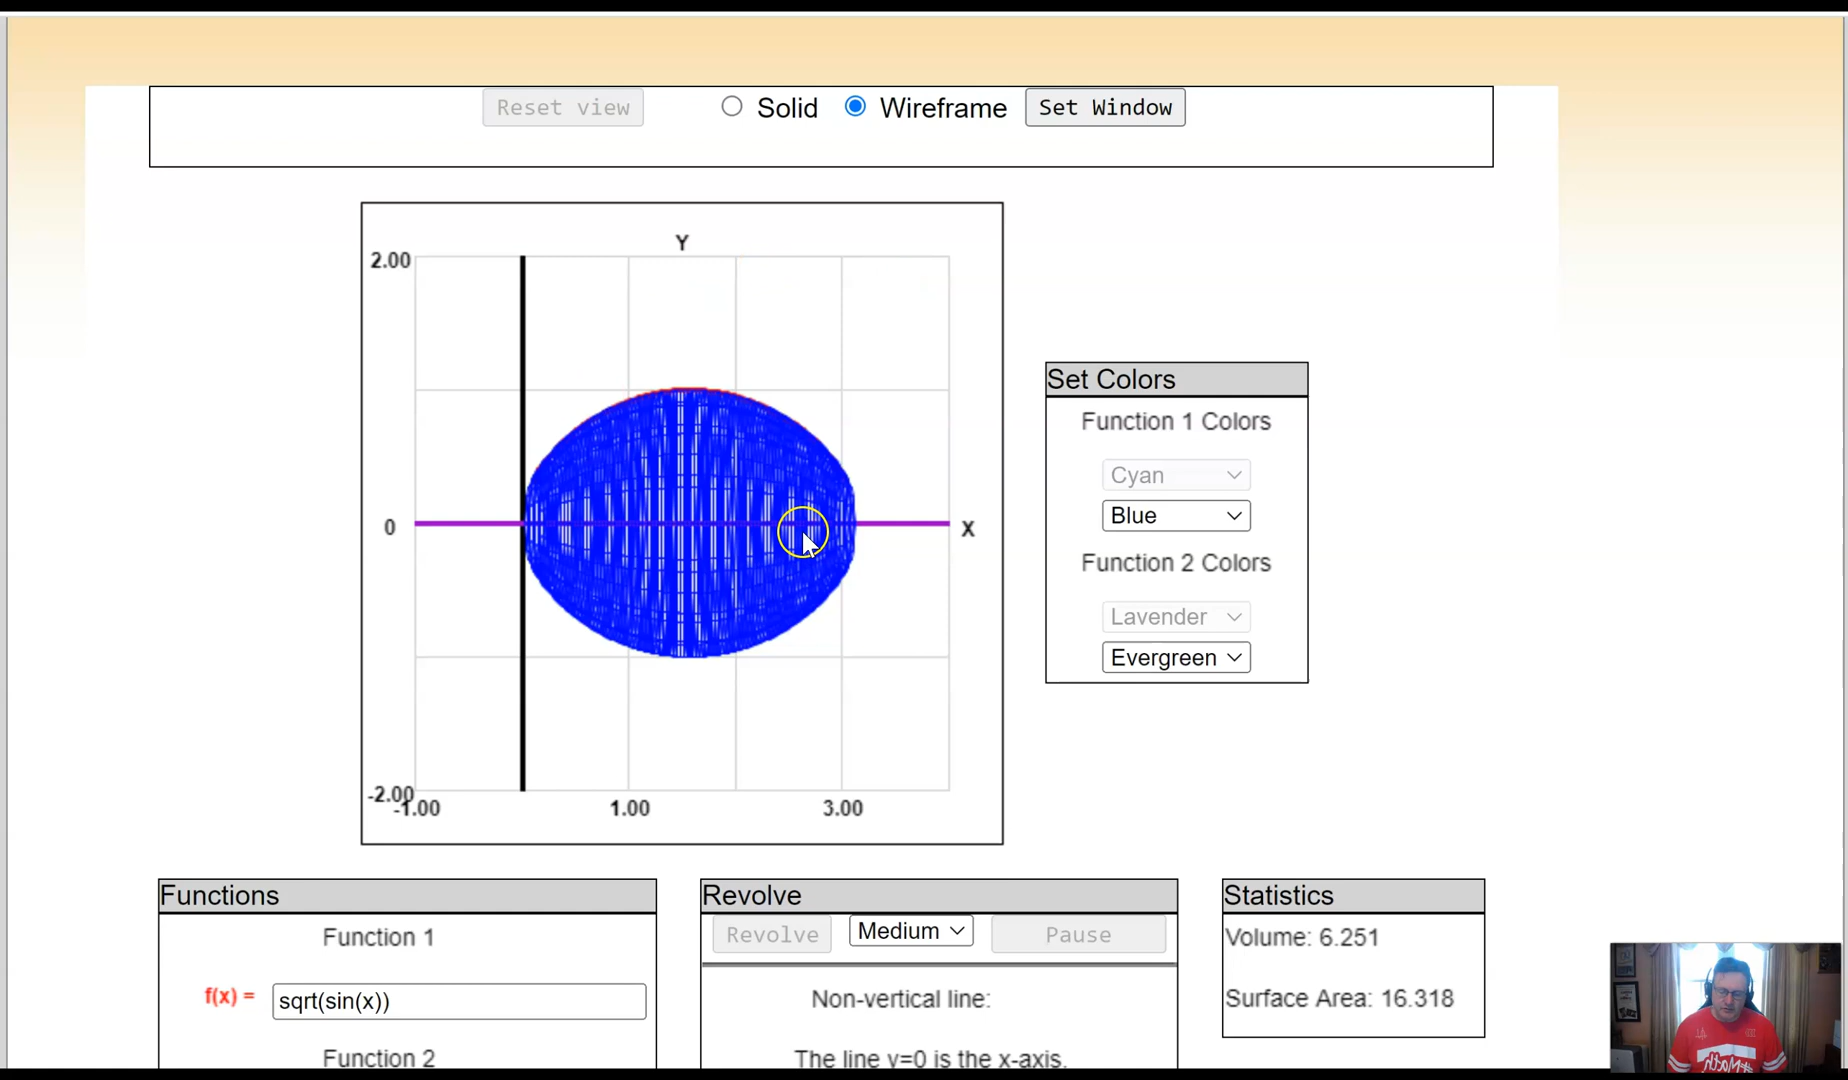 Reset view Solid Wireframe Set Window
Y
2.00
0
X
-2.00
-1.00 1.00 3.00
Set Colors
Function 1 Colors
Cyan
Blue
Function 2 Colors
Lavender
Evergreen
Functions
Function 1
f(x) = sqrt(sin(x))
Function 2
Revolve
Revolve Medium Pause
Non-vertical line:
The line y=0 is the x-axis.
Statistics
Volume: 6.251
Surface Area: 16.318